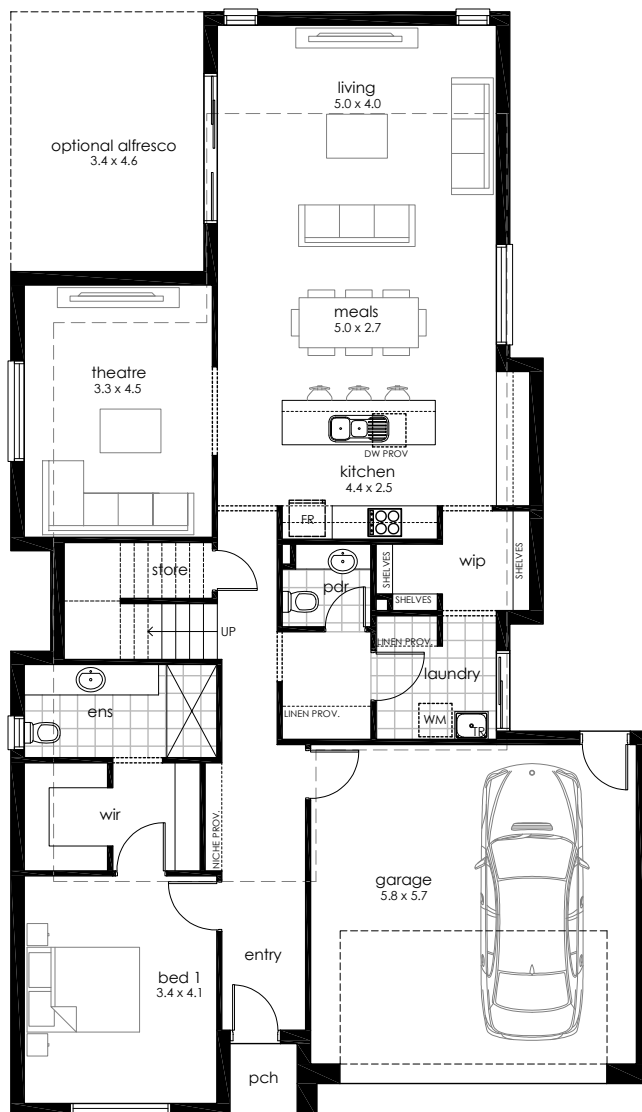 living
5.0 x 4.0
optional alfresco
3.4 x 4.6
meals
5.0 x 2.7
theatre
3.3 x 4.5
DW PROV
kitchen
4.4 x 2.5
FR
store
pdr
SHELVES
wip
SHELVES
SHELVES
UP
LINEN PROV.
laundry
ens
LINEN PROV.
WM
TR
wir
NICHE PROV.
garage
5.8 x 5.7
entry
bed 1
3.4 x 4.1
pch